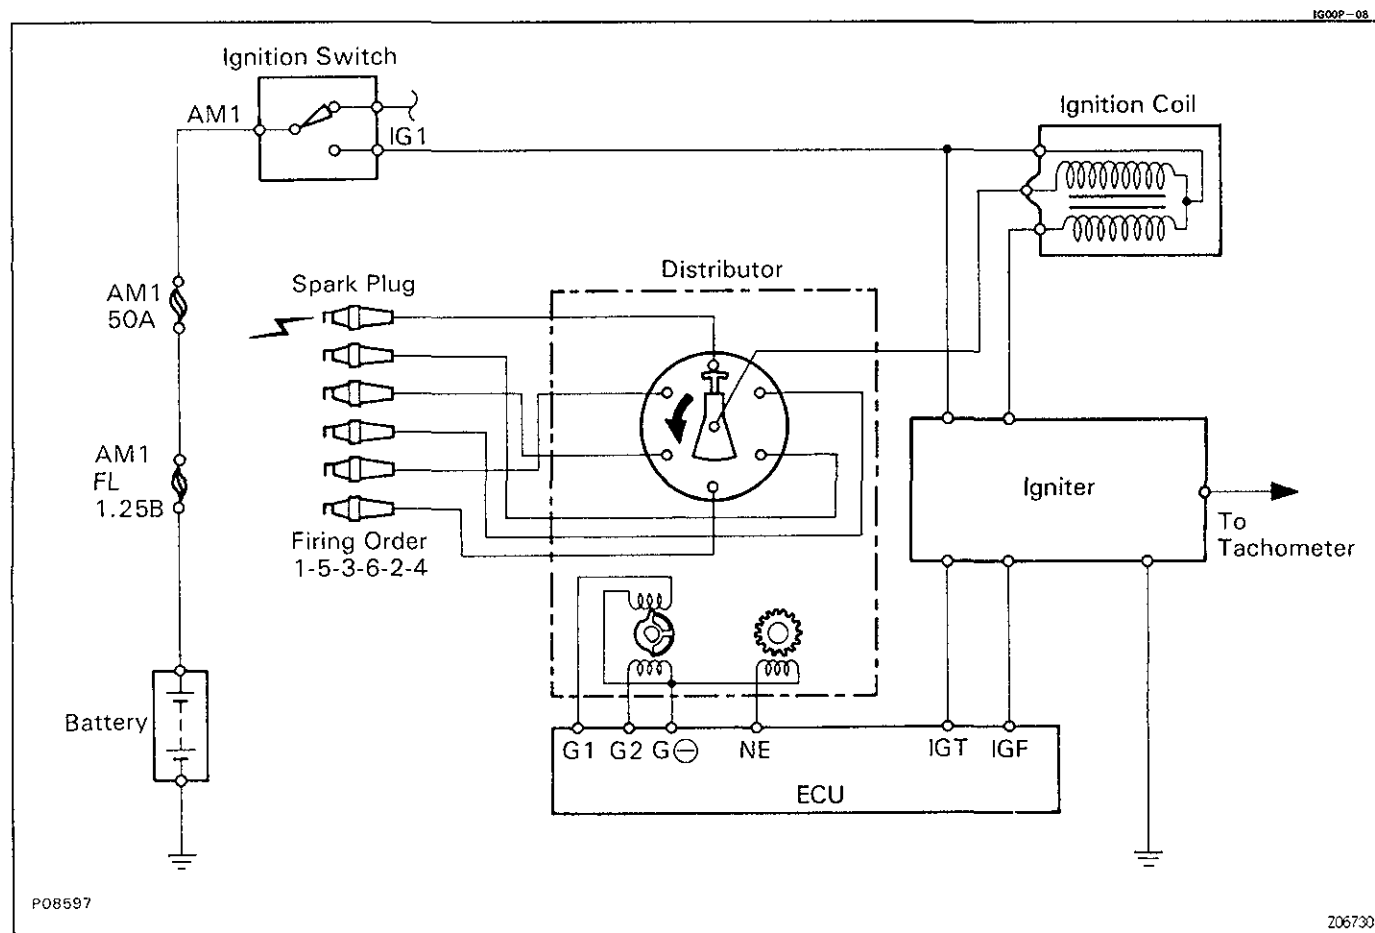 IG00P-08
Ignition Switch
AM1
IG1
Ignition Coil
AM1
50A
Spark Plug
Distributor
AM1
FL
1.25B
Igniter
To
Tachometer
Firing Order
1-5-3-6-2-4
Battery
G1 G2 G⊖ NE IGT IGF
ECU
P08597
Z06730